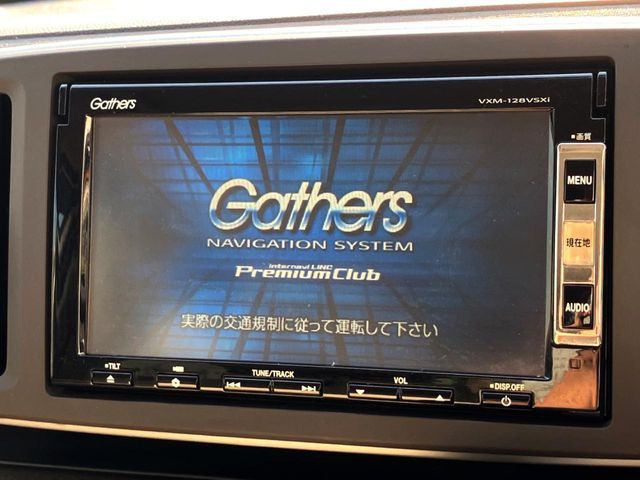 Gathers
VXM-128VSXi
画質
MENU
現在地
AUDIO
Gathers
NAVIGATION SYSTEM
internavi LINC
PremiumClub
実際の交通規制に従って運転して下さい
TILT
TUNE/TRACK
VOL
DISP.OFF